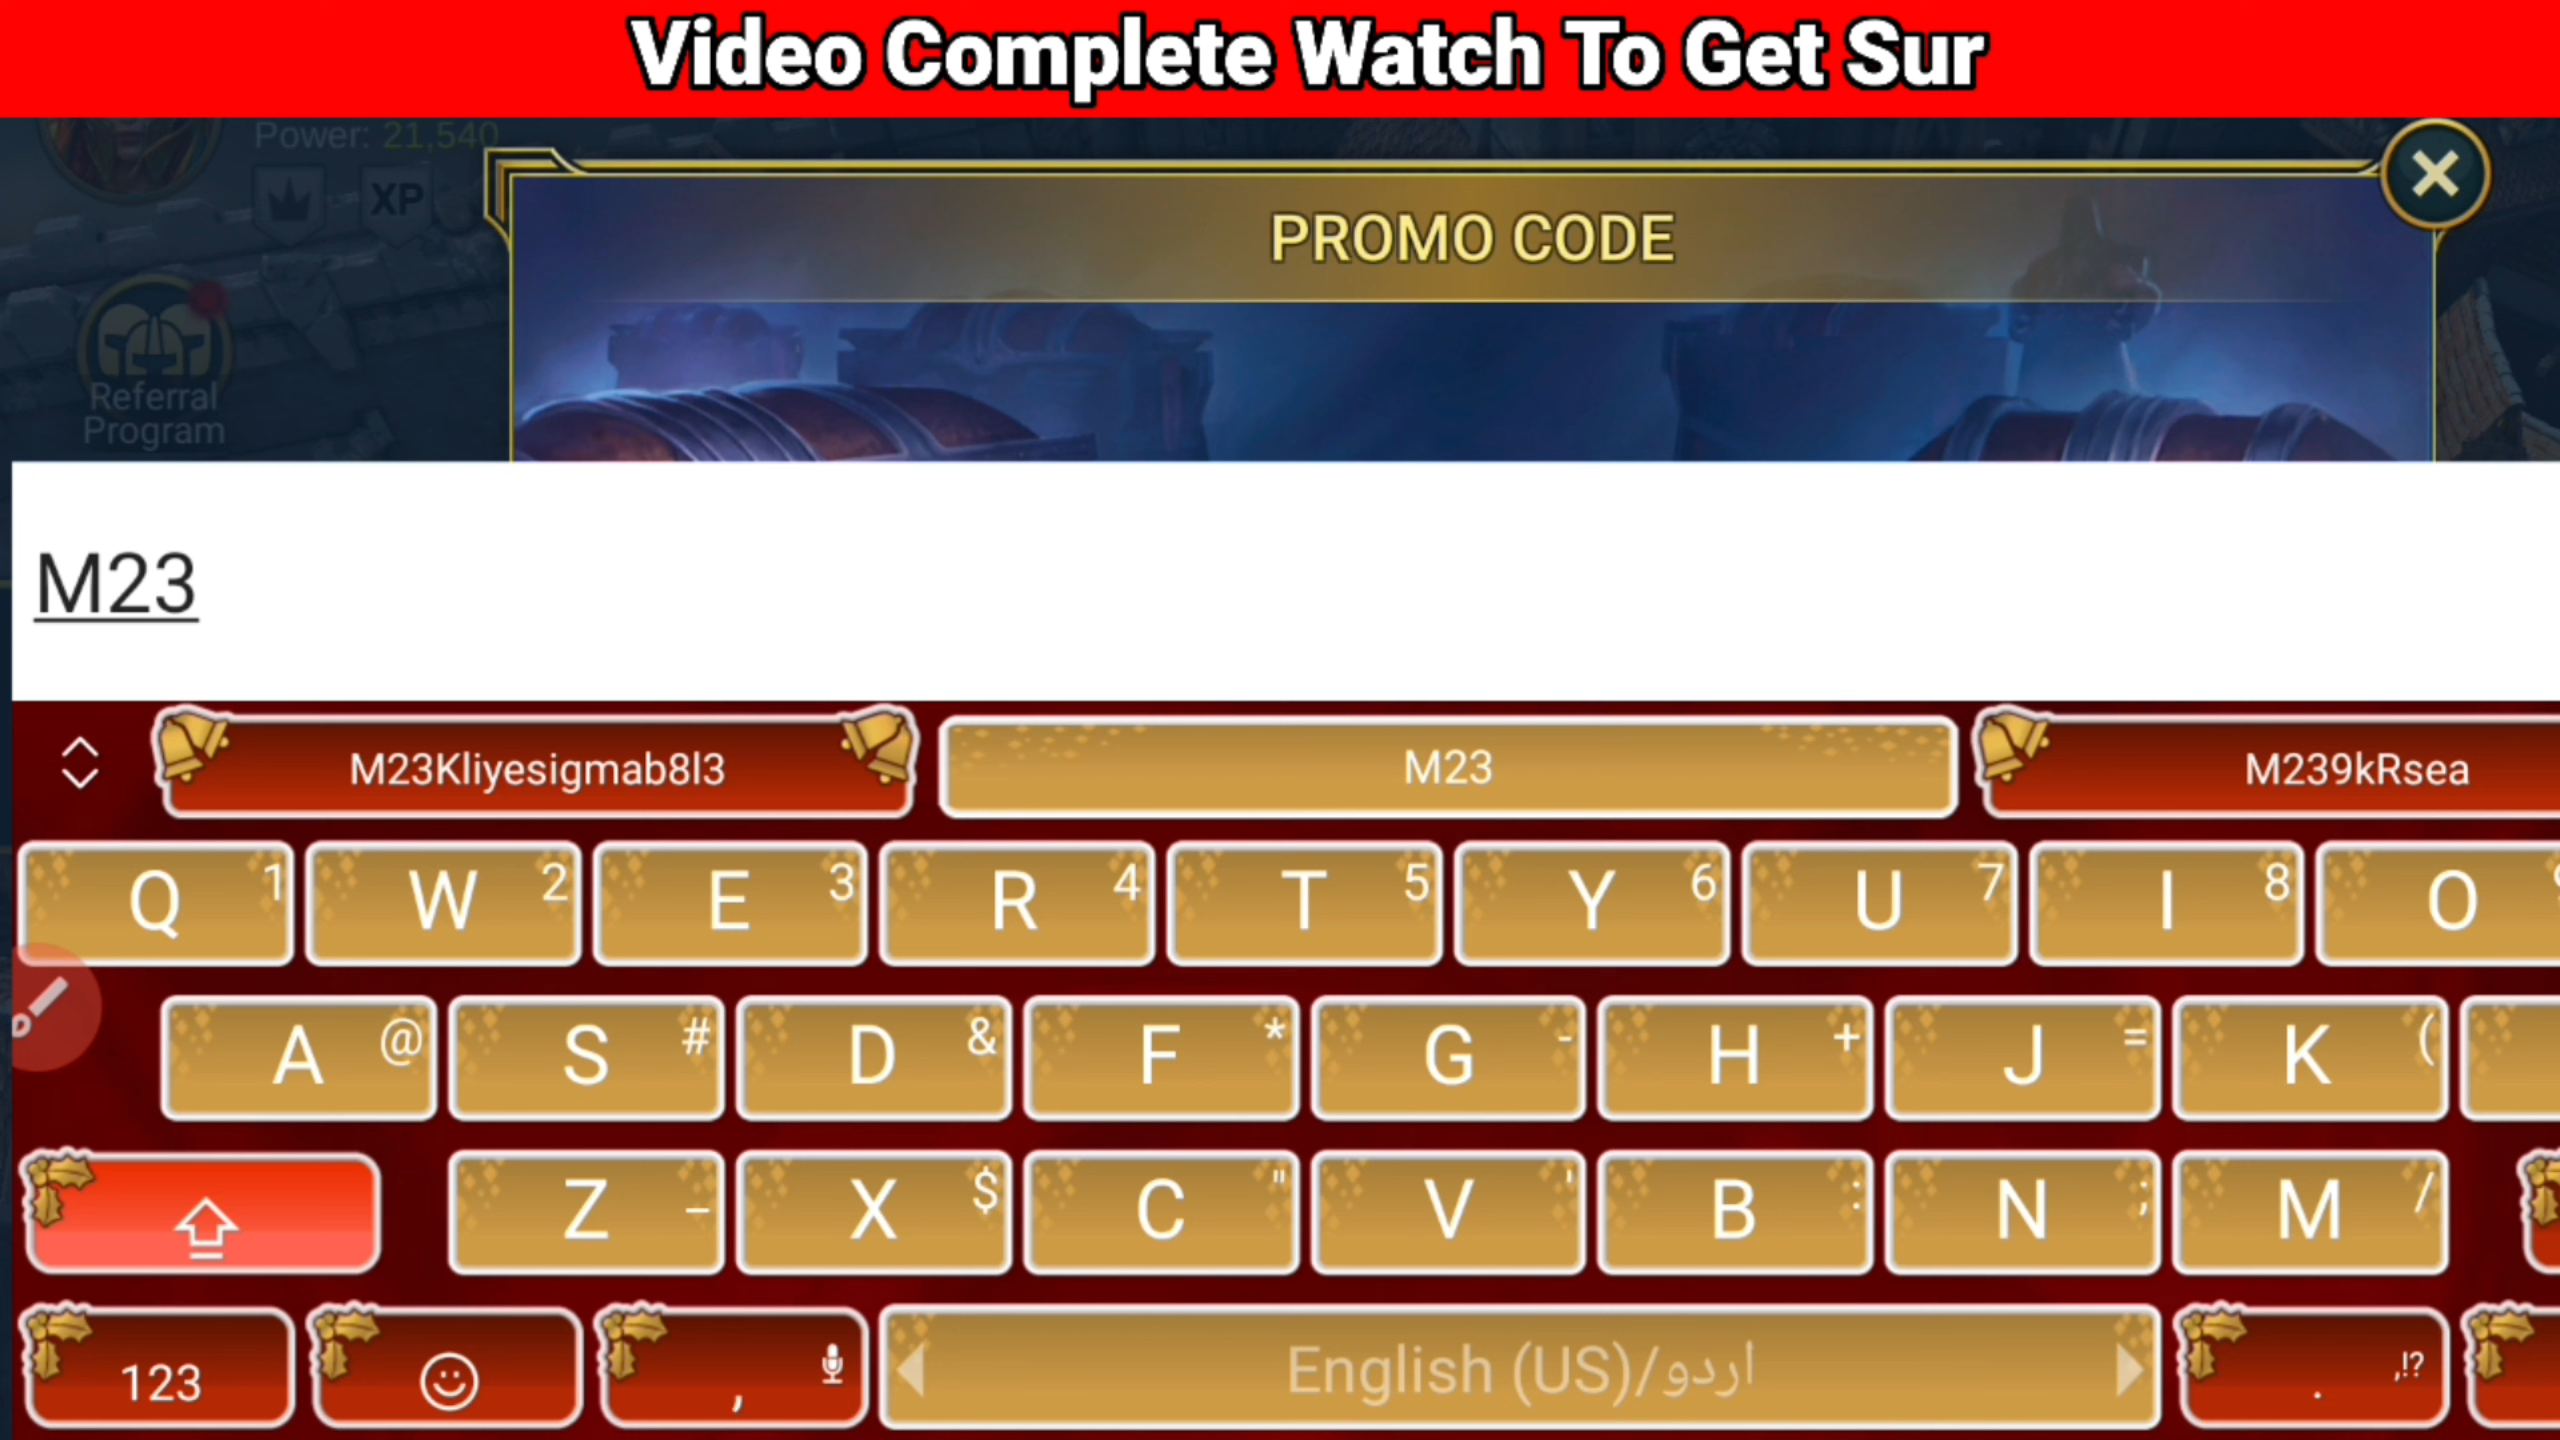 Video Complete Watch To Get Sur
Power: 21,540
XP
PROMO CODE
Referral
Program
M23
M23Kliyesigmab8l3 M23 M239kRsea
Q 1 W 2 E 3 R 4 T 5 Y 6 U 7 I 8 O
A @ S # D & F * G - H + J = K (
Z _ X $ C " V ' B : N ; M /
123 , English (US)/اردو . ,!?